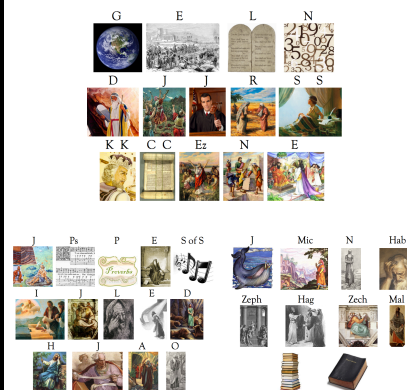 G E L N
D J J R S S
K K C C Ez N E
J Ps P E S of S
Proverbs
I J L E D
H J A O
J Mic N Hab
Zeph Hag Zech Mal